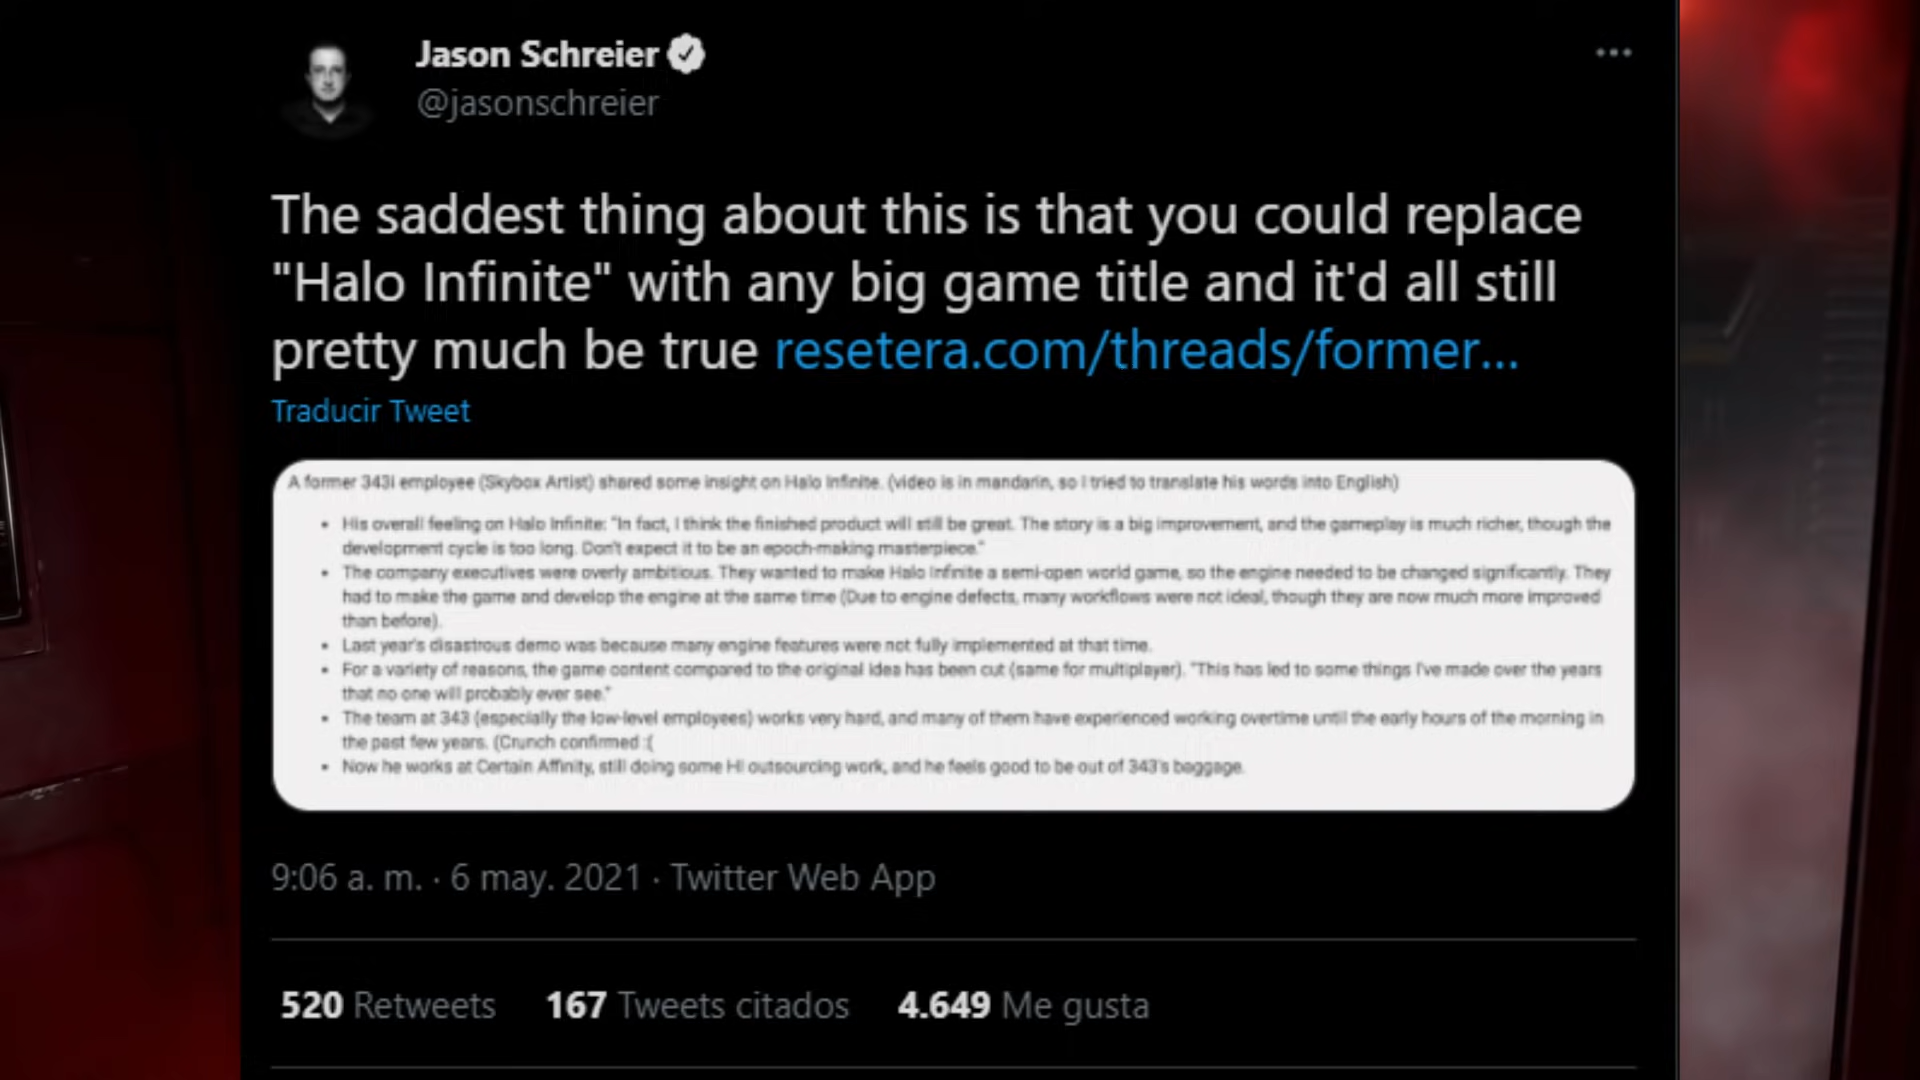 Jason Schreier
@jasonschreier
The saddest thing about this is that you could replace
"Halo Infinite" with any big game title and it'd all still
pretty much be true resetera.com/threads/former...
Traducir Tweet
A former 343i employee (Skybox Artist) shared some insight on Halo Infinite. (video is in mandarin, so I tried to translate his words into English)
• His overall feeling on Halo Infinite: "In fact, I think the finished product will still be great. The story is a big improvement, and the gameplay is much richer, though the
development cycle is too long. Don't expect it to be an epoch-making masterpiece."
• The company executives were overly ambitious. They wanted to make Halo Infinite a semi-open world game, so the engine needed to be changed significantly. They
had to make the game and develop the engine at the same time (Due to engine defects, many workflows were not ideal, though they are now much more improved
than before).
• Last year's disastrous demo was because many engine features were not fully implemented at that time.
• For a variety of reasons, the game content compared to the original idea has been cut (same for multiplayer). "This has led to some things I've made over the years
that no one will probably ever see."
• The team at 343 (especially the low-level employees) works very hard, and many of them have experienced working overtime until the early hours of the morning in
the past few years. (Crunch confirmed :(
• Now he works at Certain Affinity, still doing some HI outsourcing work, and he feels good to be out of 343's baggage.
9:06 a. m. · 6 may. 2021 · Twitter Web App
520 Retweets 167 Tweets citados 4.649 Me gusta